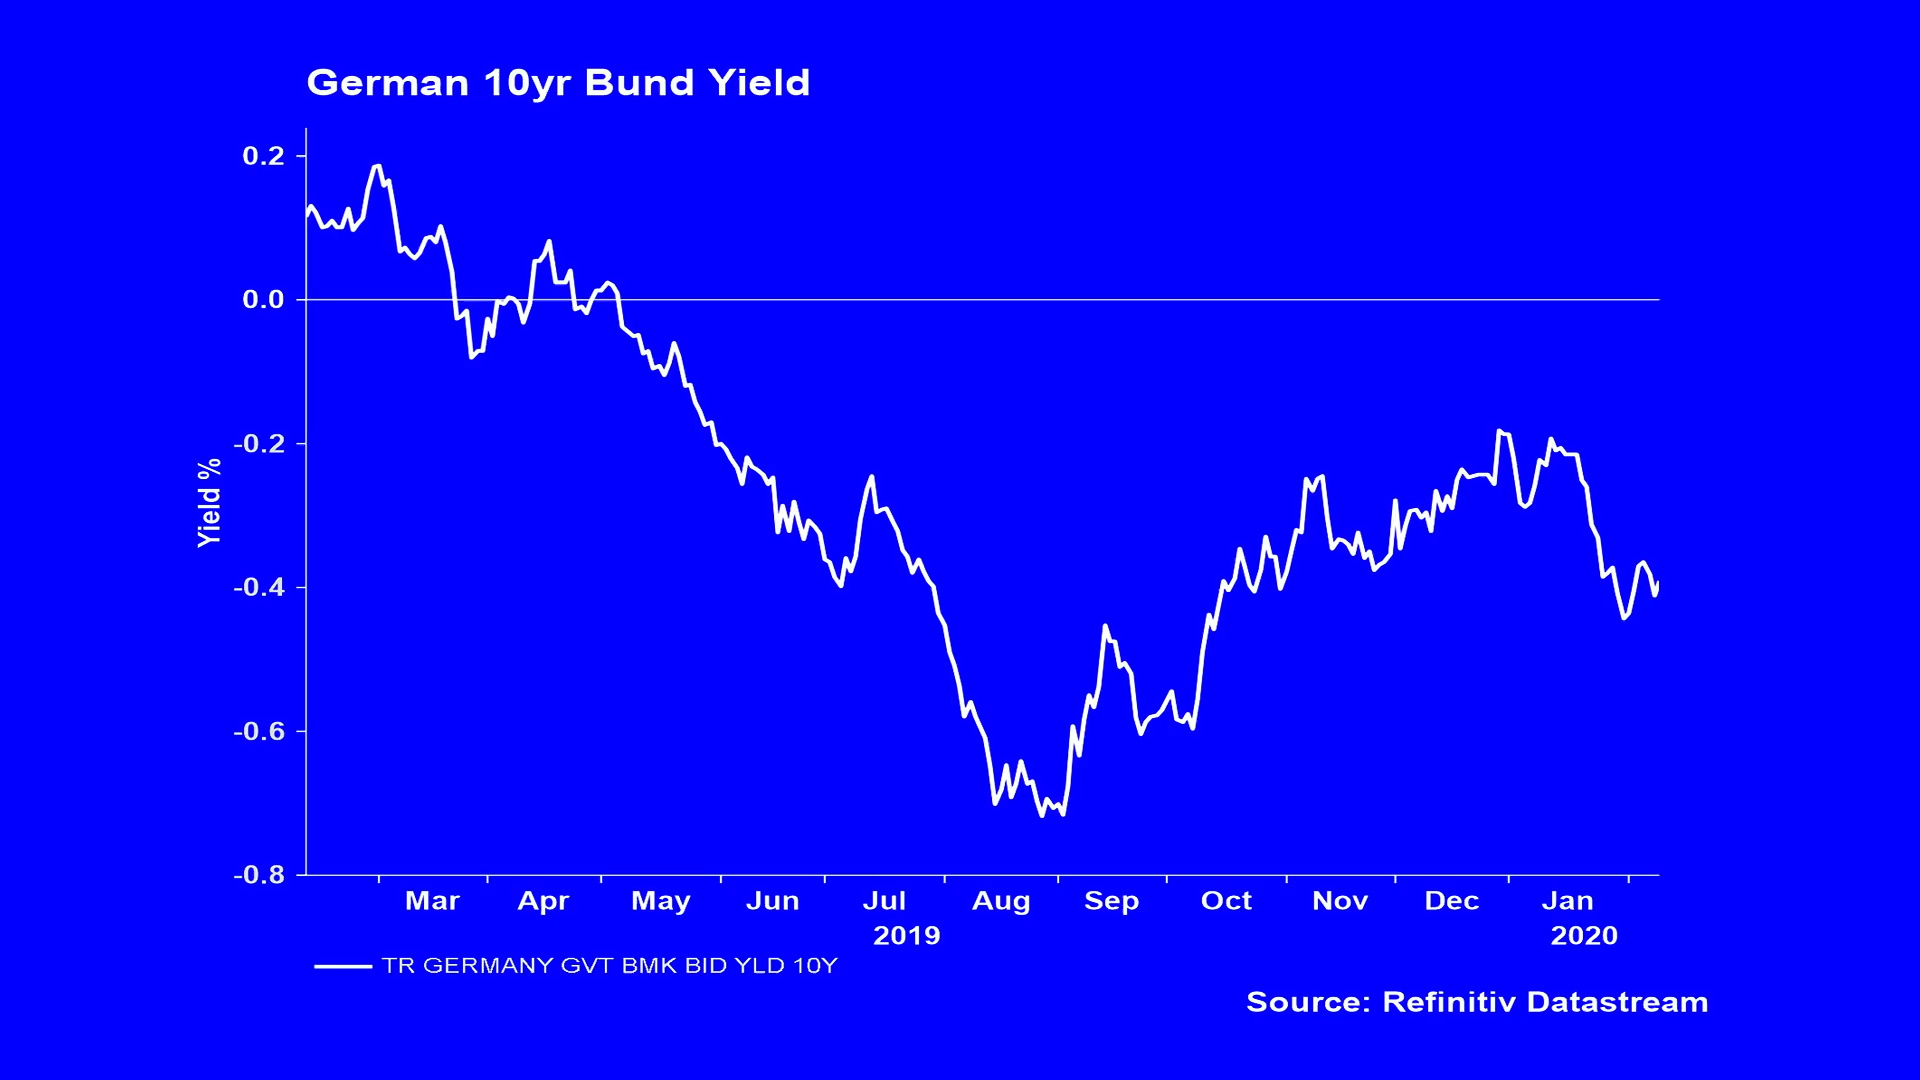 German 10yr Bund Yield
0.2
0.0
-0.2
-0.4
-0.6
-0.8
Yield %
Mar Apr May Jun Jul Aug Sep Oct Nov Dec Jan
2019 2020
TR GERMANY GVT BMK BID YLD 10Y
Source: Refinitiv Datastream